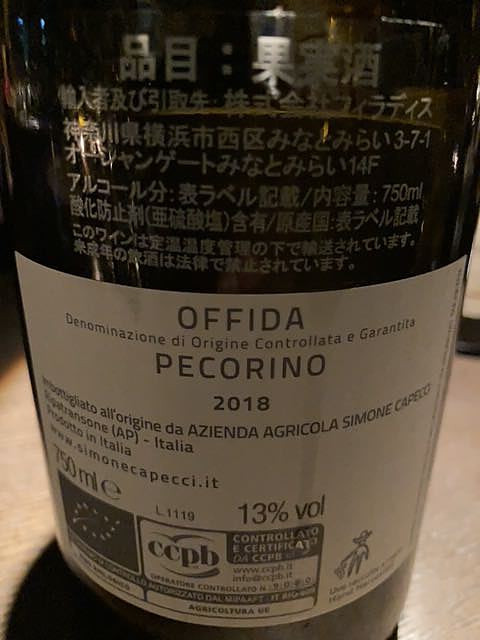 品目：果実酒
輸入者及び引取先：株式会社フィラディス
神奈川県横浜市西区みなとみらい3-7-1
オーシャンゲートみなとみらい14F
アルコール分：表ラベル記載/内容量：750ml
酸化防止剤(亜硫酸塩)含有/原産国：表ラベル記載
このワインは定温温度管理の下で輸送されています。
未成年の飲酒は法律で禁止されています。
OFFIDA
Denominazione di Origine Controllata e Garantita
PECORINO
2018
Imbottigliato all'origine da AZIENDA AGRICOLA SIMONE CAPECCI
Ripatransone (AP) - Italia
Prodotto in Italia
www.simonecapecci.it
750 ml e
L.1119
13% vol
ccpb
CONTROLLATO
E CERTIFICATO
DA CCPB
www.ccpb.it
info@ccpb.it
OPERATORE CONTROLLATO N.
AGRICOLTURA UE
Uve raccolte a mano
Hand Harvested